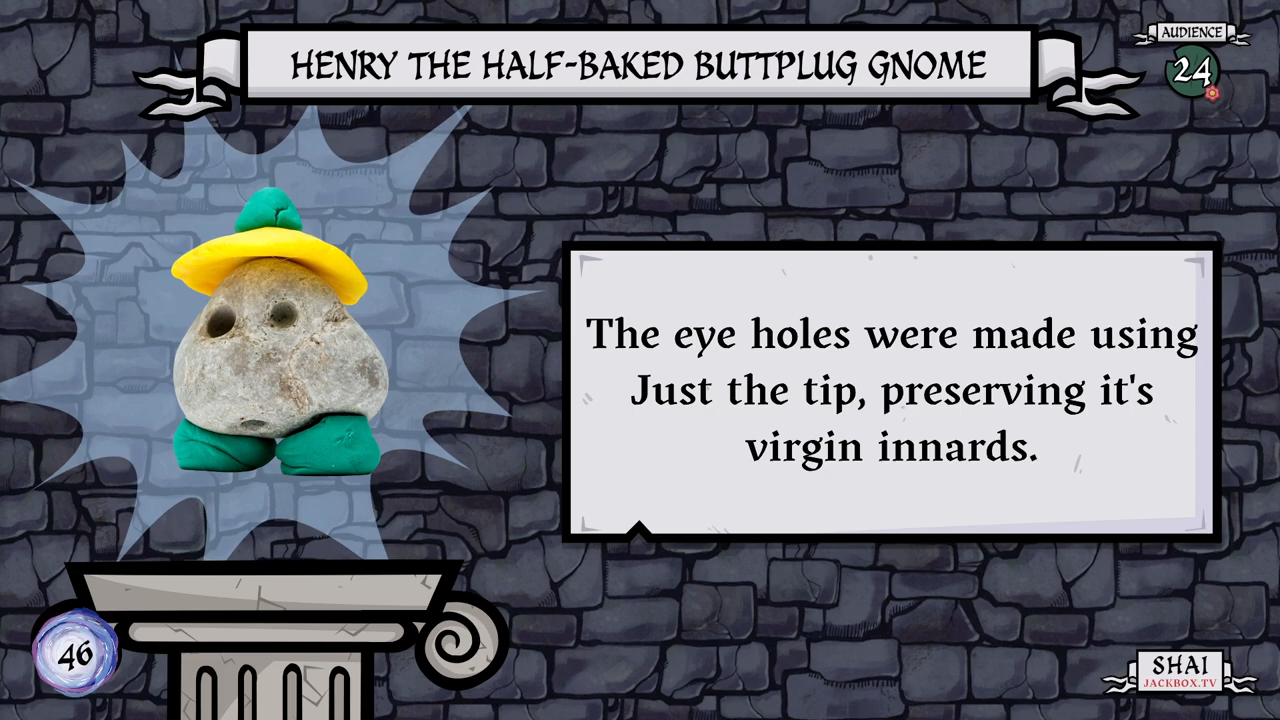 HENRY THE HALF-BAKED BUTTPLUG GNOME
AUDIENCE
24
The eye holes were made using
Just the tip, preserving it's
virgin innards.
46
SHAI
JACKBOX.TV